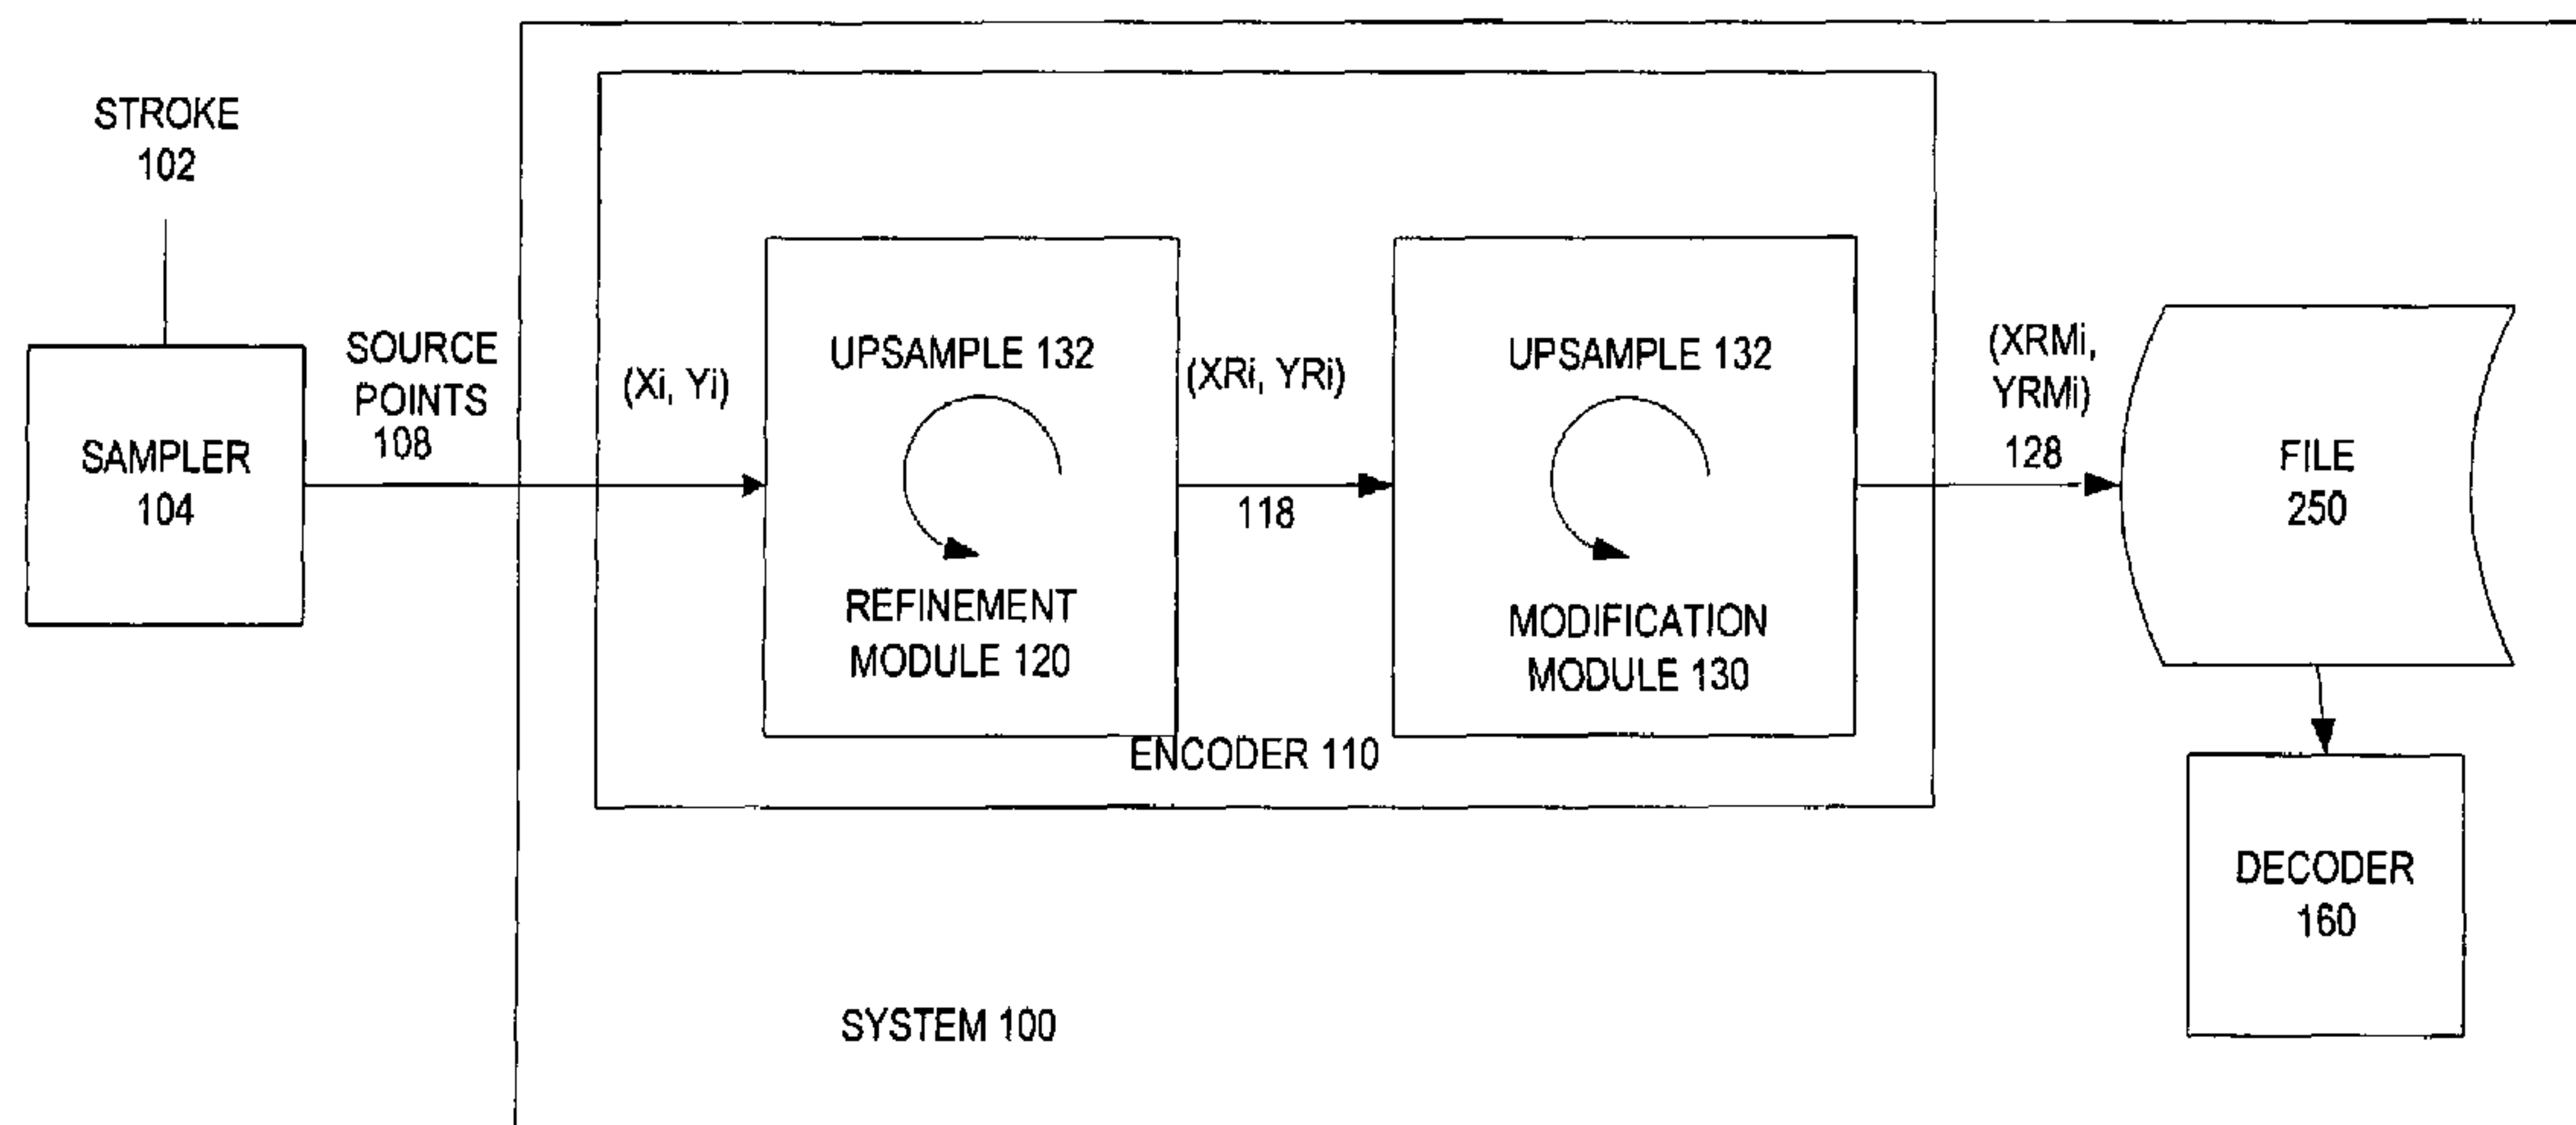 STROKE
102
SAMPLER
104
SOURCE
POINTS
108
(Xi, Yi)
UPSAMPLE 132
REFINEMENT
MODULE 120
(XRi, YRi)
118
UPSAMPLE 132
MODIFICATION
MODULE 130
ENCODER 110
(XRMi,
YRMi)
128
FILE
250
DECODER
160
SYSTEM 100